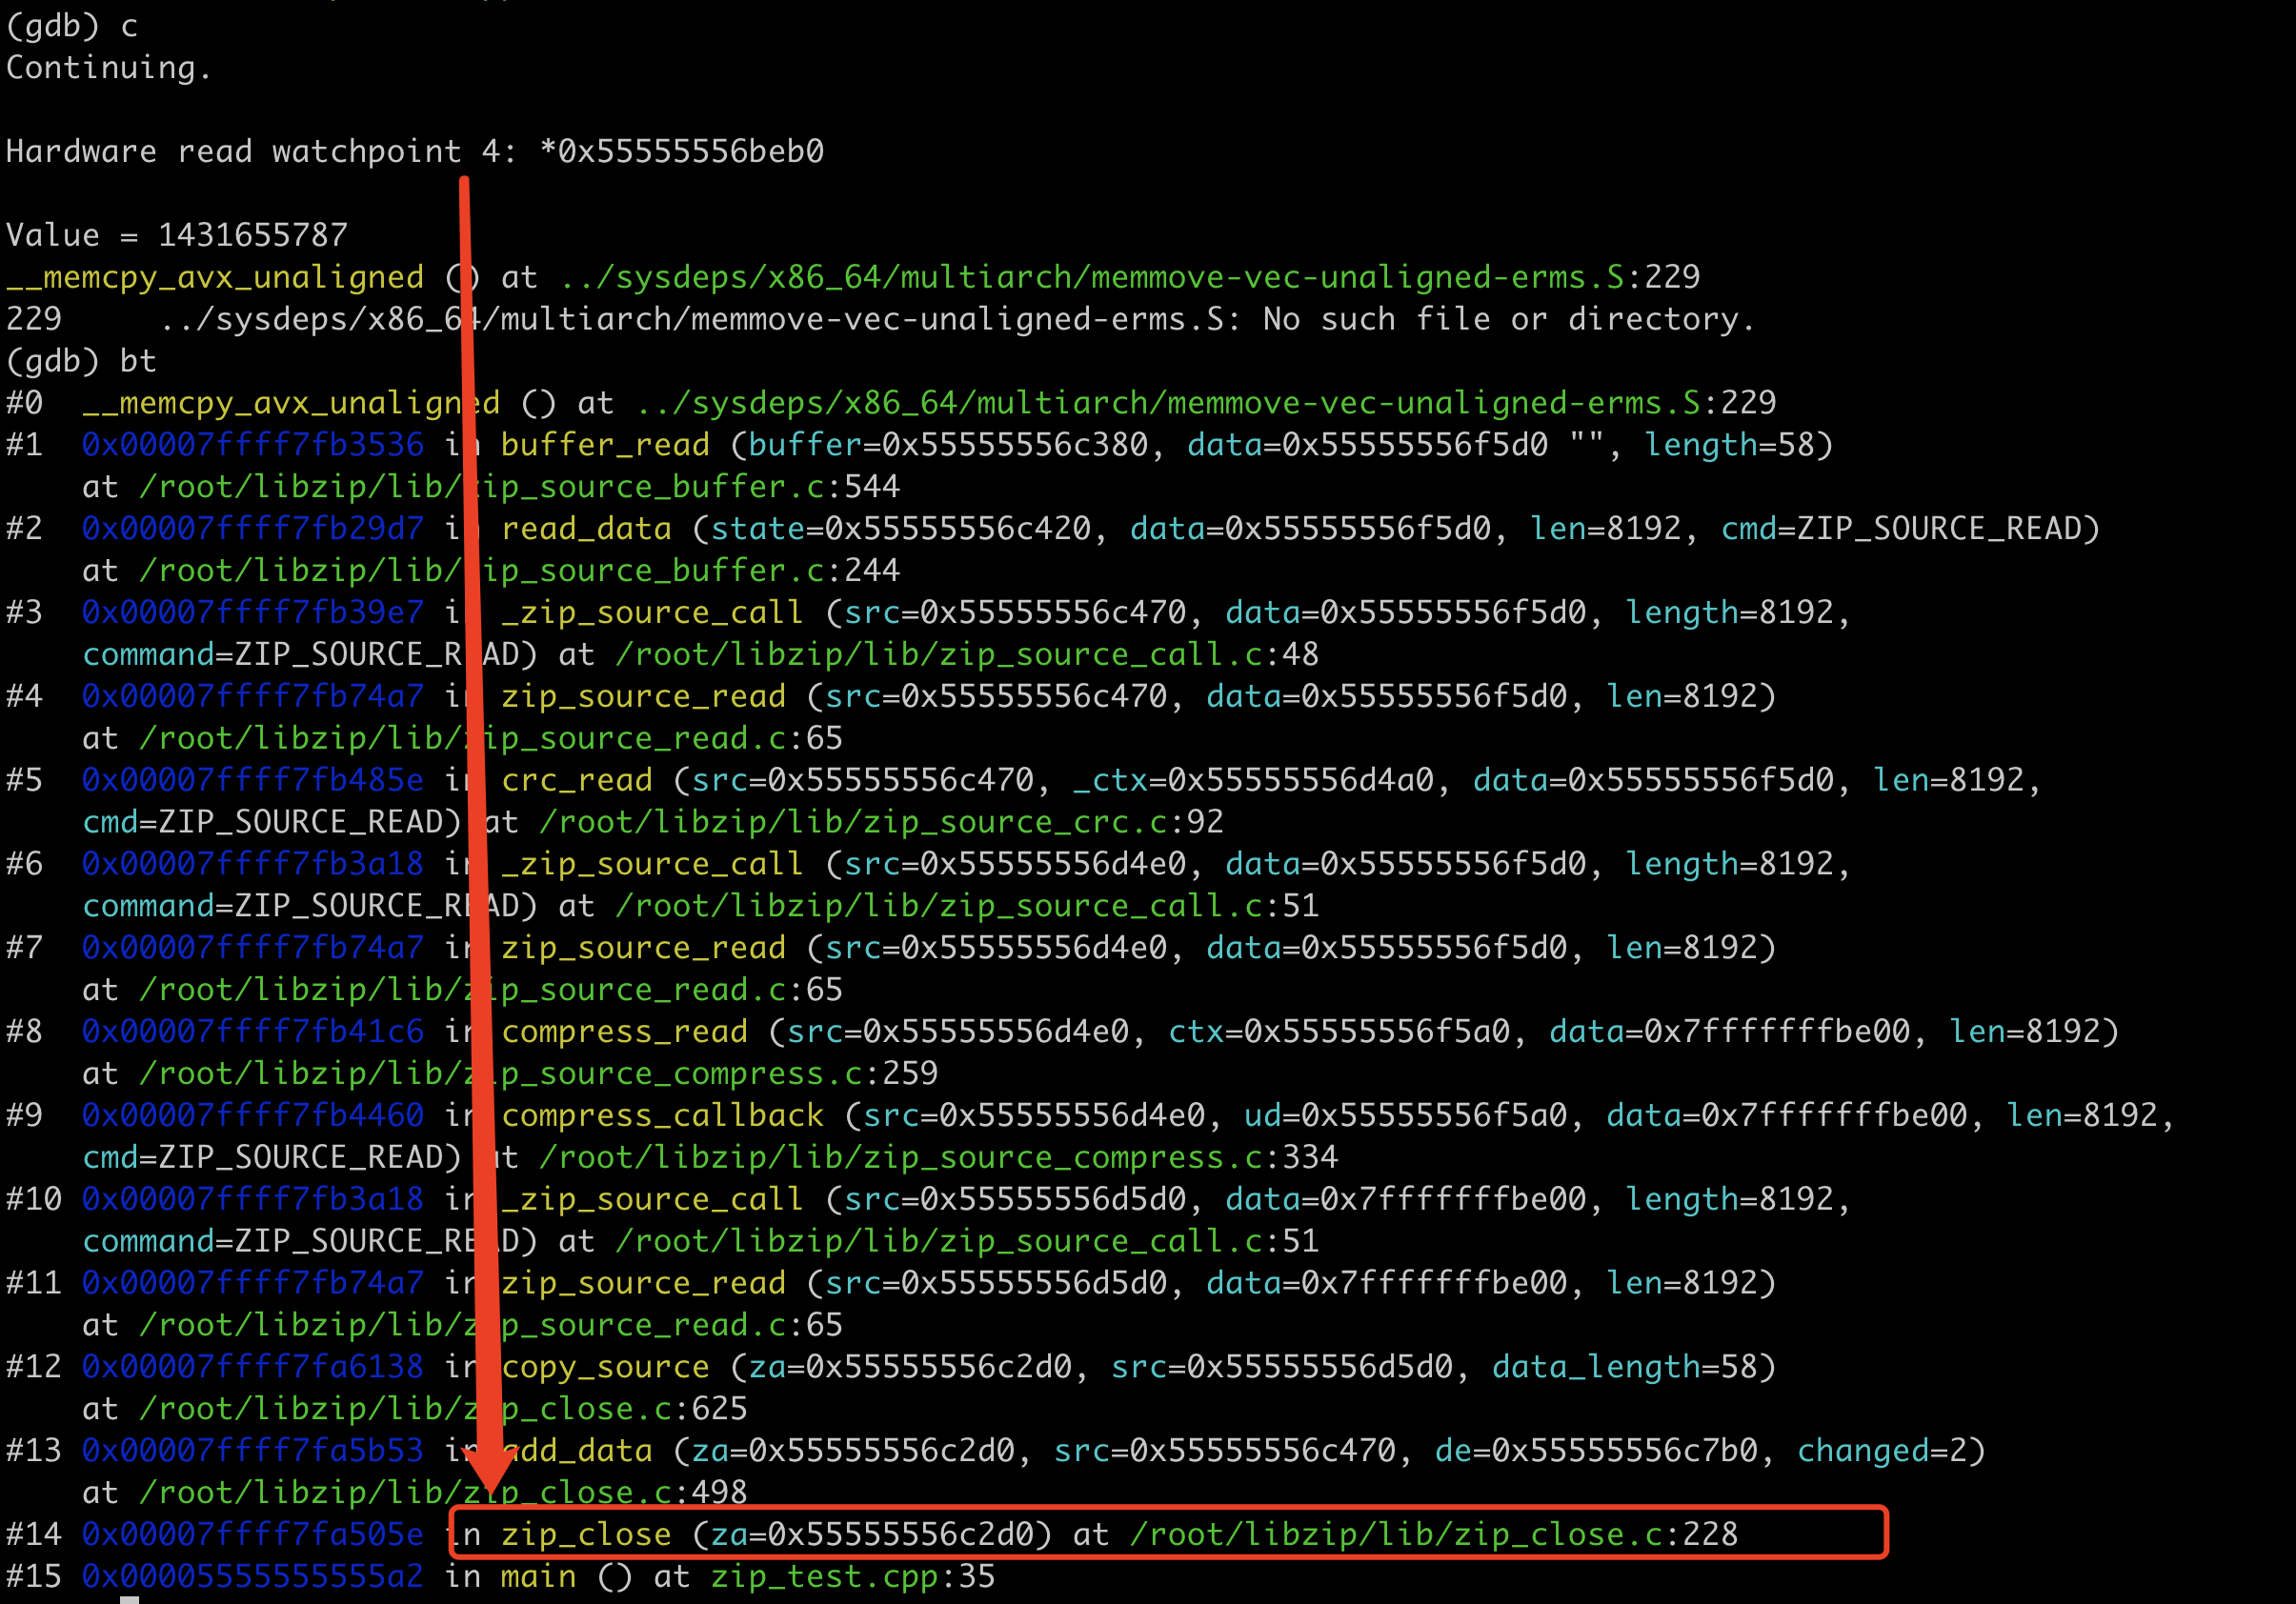 (gdb) c
Continuing.
Hardware read watchpoint 4: *0x55555556beb0
Value = 1431655787
__memcpy_avx_unaligned () at ../sysdeps/x86_64/multiarch/memmove-vec-unaligned-erms.S:229
229     ../sysdeps/x86_64/multiarch/memmove-vec-unaligned-erms.S: No such file or directory.
(gdb) bt
#0  __memcpy_avx_unaligned () at ../sysdeps/x86_64/multiarch/memmove-vec-unaligned-erms.S:229
#1  0x00007ffff7fb3536 in buffer_read (buffer=0x55555556c380, data=0x55555556f5d0 "", length=58)
    at /root/libzip/lib/zip_source_buffer.c:544
#2  0x00007ffff7fb29d7 in read_data (state=0x55555556c420, data=0x55555556f5d0, len=8192, cmd=ZIP_SOURCE_READ)
    at /root/libzip/lib/zip_source_buffer.c:244
#3  0x00007ffff7fb39e7 in _zip_source_call (src=0x55555556c470, data=0x55555556f5d0, length=8192,
    command=ZIP_SOURCE_READ) at /root/libzip/lib/zip_source_call.c:48
#4  0x00007ffff7fb74a7 in zip_source_read (src=0x55555556c470, data=0x55555556f5d0, len=8192)
    at /root/libzip/lib/zip_source_read.c:65
#5  0x00007ffff7fb485e in crc_read (src=0x55555556c470, _ctx=0x55555556d4a0, data=0x55555556f5d0, len=8192,
    cmd=ZIP_SOURCE_READ) at /root/libzip/lib/zip_source_crc.c:92
#6  0x00007ffff7fb3a18 in _zip_source_call (src=0x55555556d4e0, data=0x55555556f5d0, length=8192,
    command=ZIP_SOURCE_READ) at /root/libzip/lib/zip_source_call.c:51
#7  0x00007ffff7fb74a7 in zip_source_read (src=0x55555556d4e0, data=0x55555556f5d0, len=8192)
    at /root/libzip/lib/zip_source_read.c:65
#8  0x00007ffff7fb41c6 in compress_read (src=0x55555556d4e0, ctx=0x55555556f5a0, data=0x7fffffffbe00, len=8192)
    at /root/libzip/lib/zip_source_compress.c:259
#9  0x00007ffff7fb4460 in compress_callback (src=0x55555556d4e0, ud=0x55555556f5a0, data=0x7fffffffbe00, len=8192,
    cmd=ZIP_SOURCE_READ) at /root/libzip/lib/zip_source_compress.c:334
#10 0x00007ffff7fb3a18 in _zip_source_call (src=0x55555556d5d0, data=0x7fffffffbe00, length=8192,
    command=ZIP_SOURCE_READ) at /root/libzip/lib/zip_source_call.c:51
#11 0x00007ffff7fb74a7 in zip_source_read (src=0x55555556d5d0, data=0x7fffffffbe00, len=8192)
    at /root/libzip/lib/zip_source_read.c:65
#12 0x00007ffff7fa6138 in copy_source (za=0x55555556c2d0, src=0x55555556d5d0, data_length=58)
    at /root/libzip/lib/zip_close.c:625
#13 0x00007ffff7fa5b53 in add_data (za=0x55555556c2d0, src=0x55555556c470, de=0x55555556c7b0, changed=2)
    at /root/libzip/lib/zip_close.c:498
#14 0x00007ffff7fa505e in zip_close (za=0x55555556c2d0) at /root/libzip/lib/zip_close.c:228
#15 0x00005555555555a2 in main () at zip_test.cpp:35